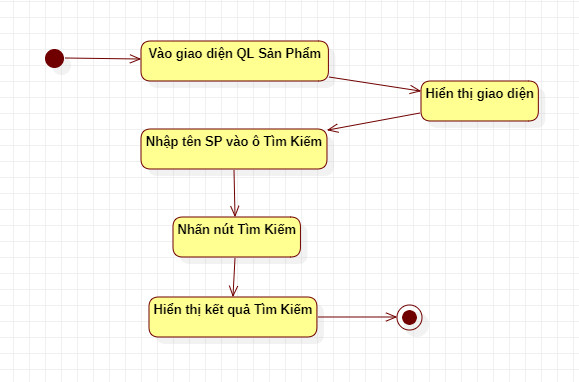 Vào giao diện QL Sản Phẩm
Hiển thị giao diện
Nhập tên SP vào ô Tìm Kiếm
Nhấn nút Tìm Kiếm
Hiển thị kết quả Tìm Kiếm